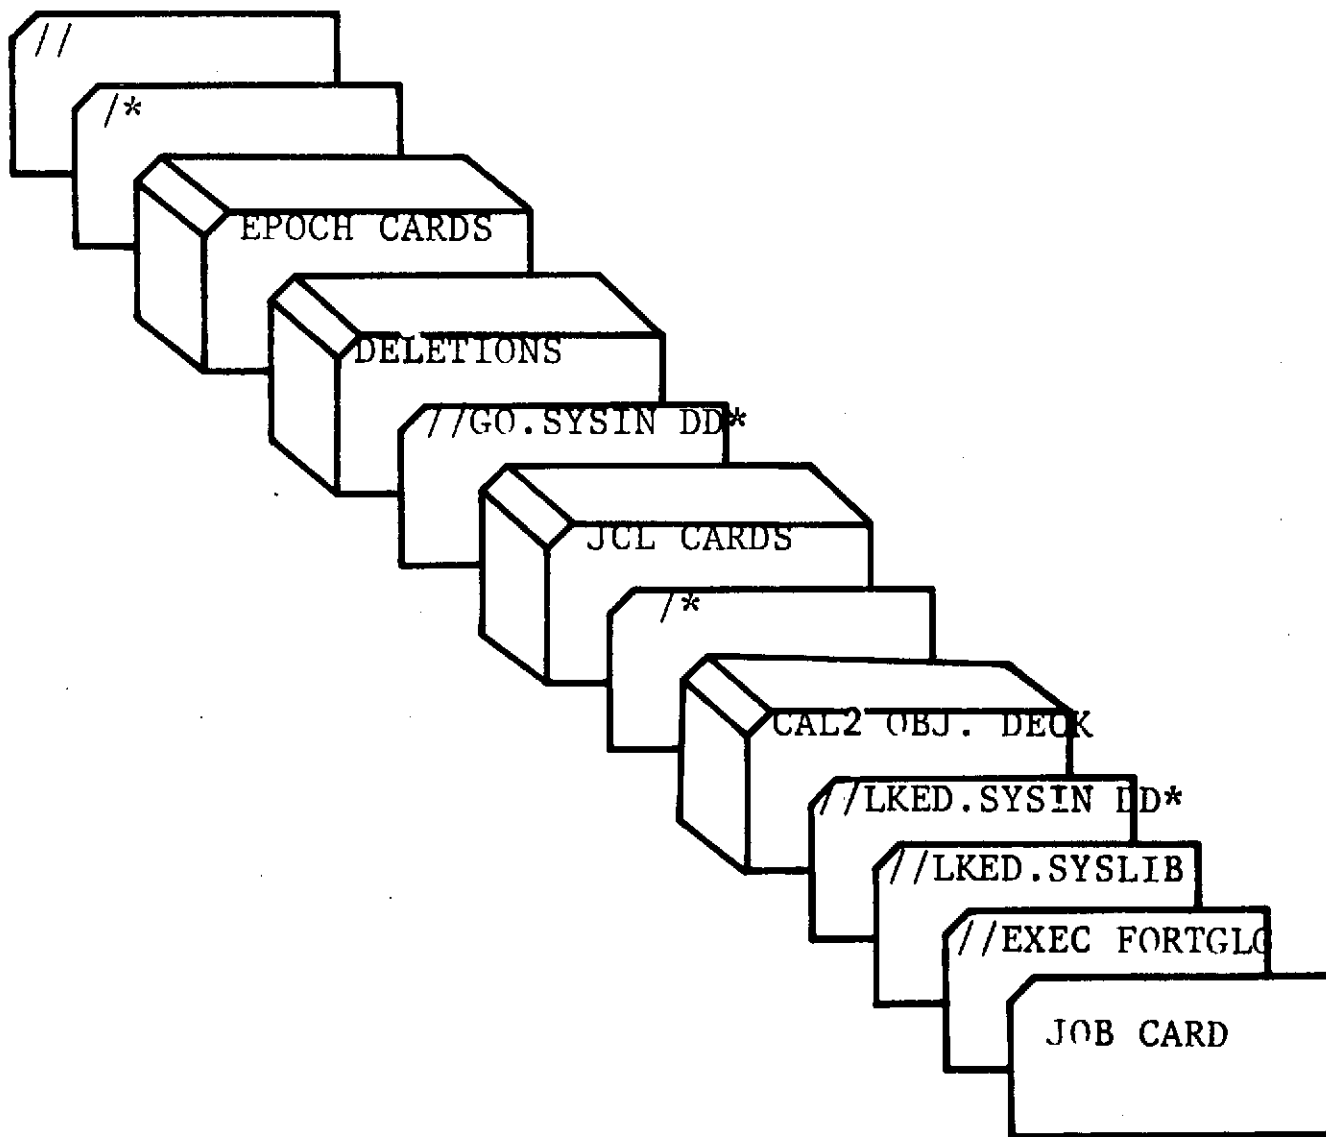 //
/*
EPOCH CARDS
DELETIONS
//GO.SYSIN DD*
JCL CARDS
/*
CAL2 OBJ. DECK
//LKED.SYSIN DD*
//LKED.SYSLIB
//EXEC FORTGLG
JOB CARD